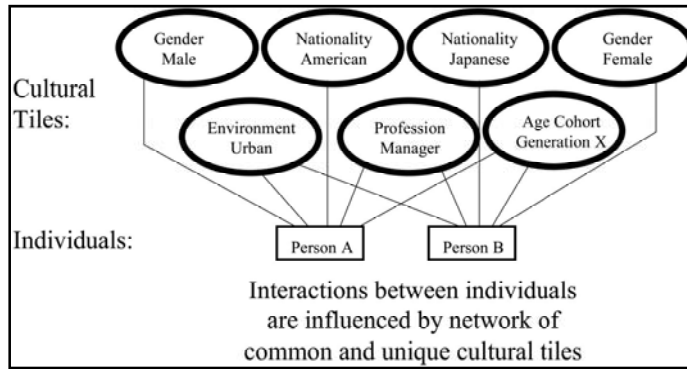 Gender
Male
Nationality
American
Nationality
Japanese
Gender
Female
Cultural
Tiles:
Environment
Urban
Profession
Manager
Age Cohort
Generation X
Individuals:
Person A
Person B
Interactions between individuals
are influenced by network of
common and unique cultural tiles